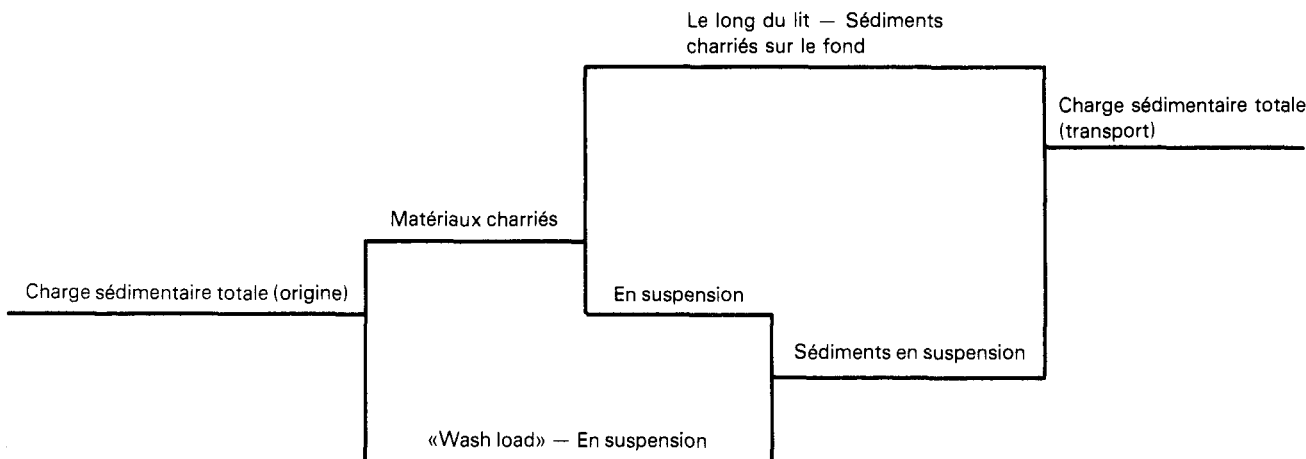 Le long du lit — Sédiments
charriés sur le fond
Charge sédimentaire totale
(transport)
Matériaux charriés
Charge sédimentaire totale (origine)
En suspension
Sédiments en suspension
«Wash load» — En suspension